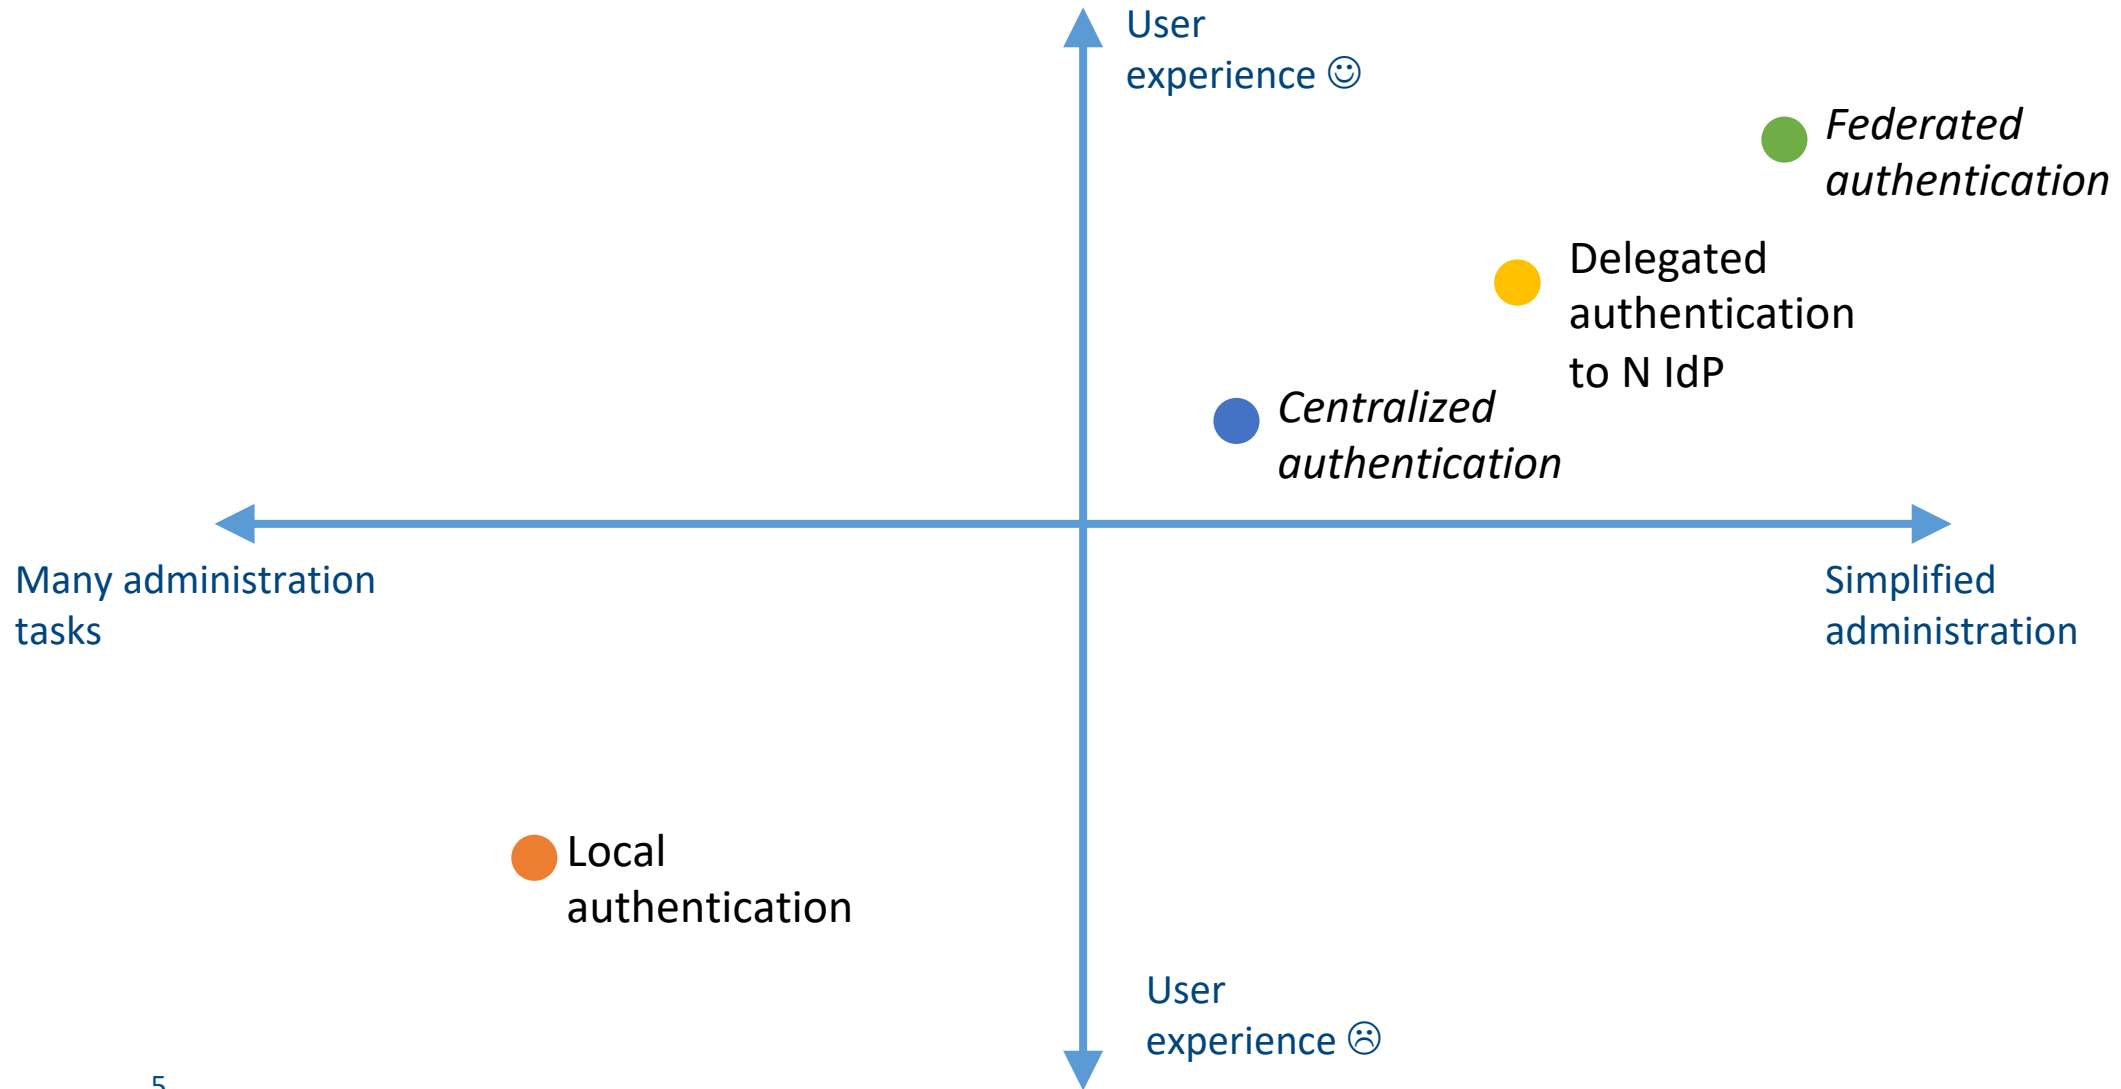 User
experience ☺
Federated
authentication
Delegated
authentication
to N IdP
Centralized
authentication
Many administration
tasks
Simplified
administration
Local
authentication
User
experience ☹
5